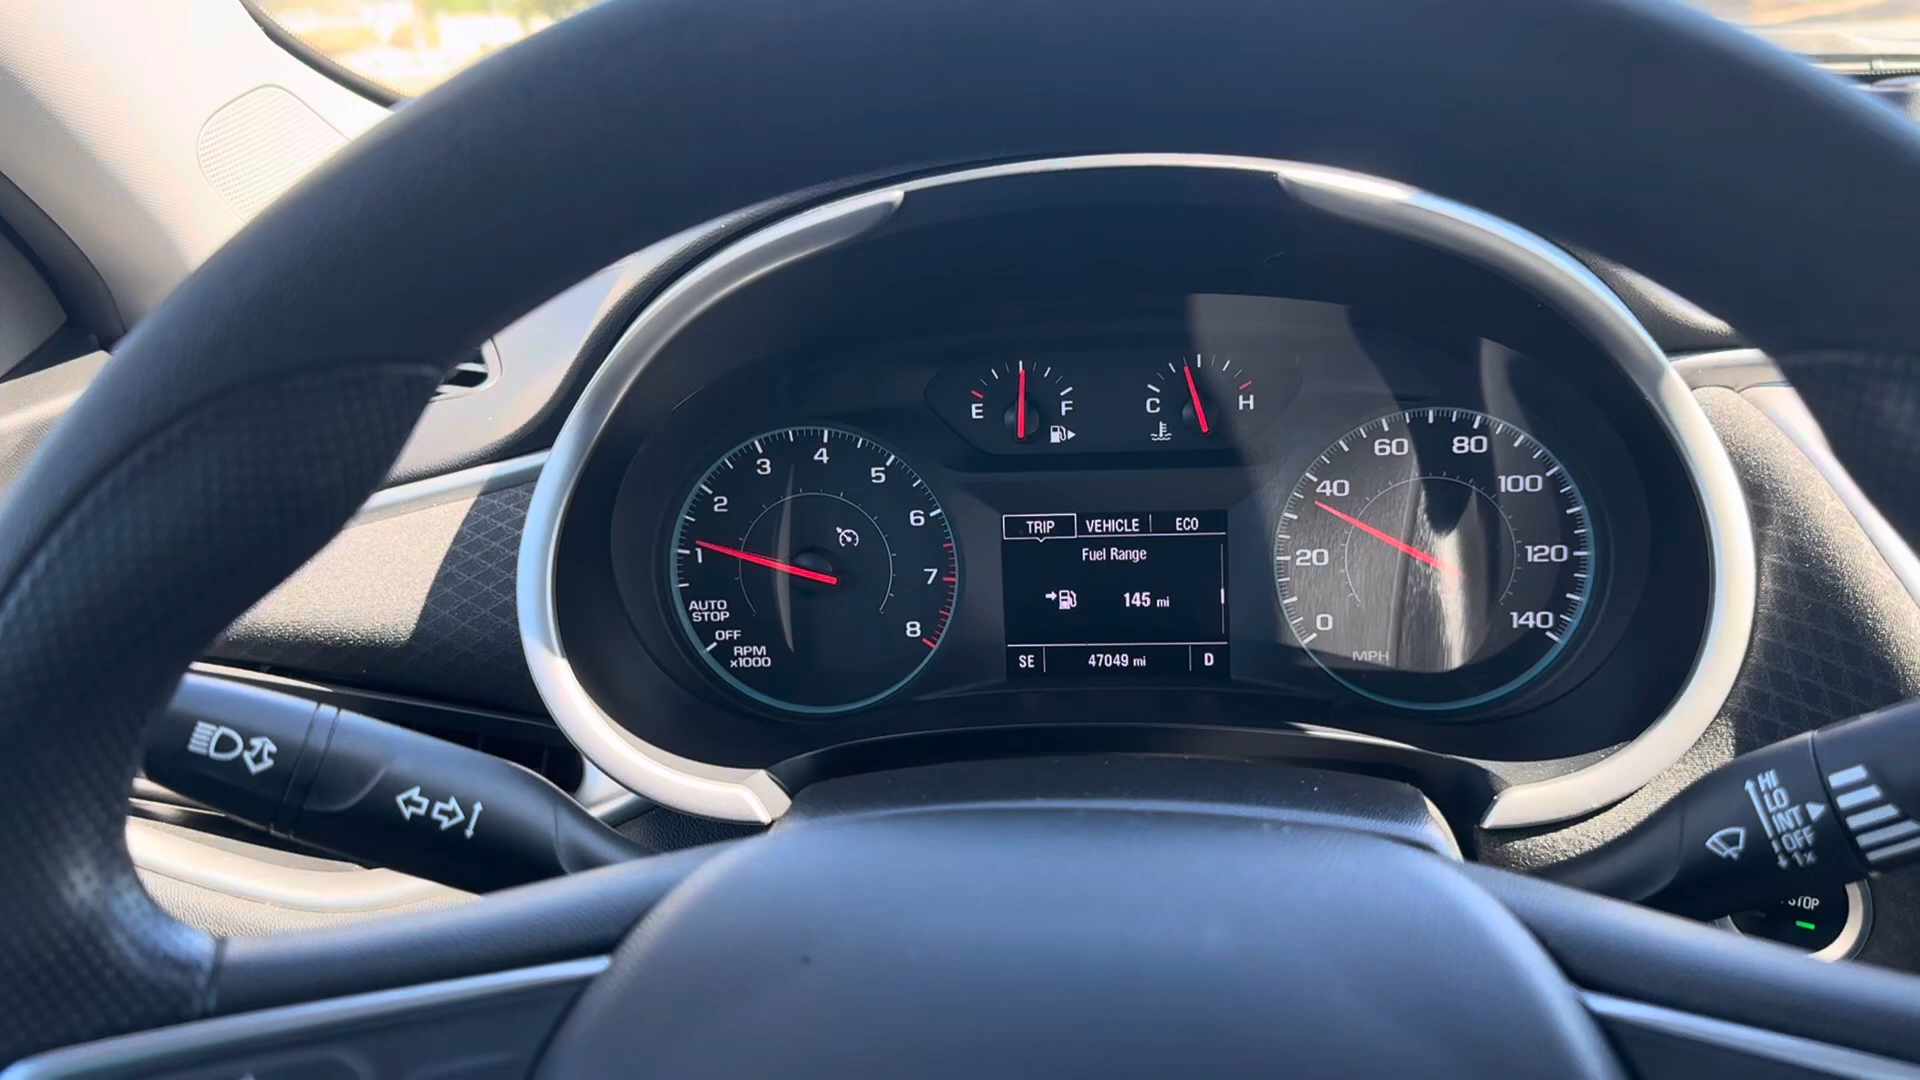 E F
C H
1 2 3 4 5 6 7 8
AUTO
STOP
OFF
RPM
x1000
TRIP VEHICLE ECO
Fuel Range
145 mi
SE 47049 mi D
0 20 40 60 80 100 120 140
MPH
HI
LO
INT
OFF
1x
STOP